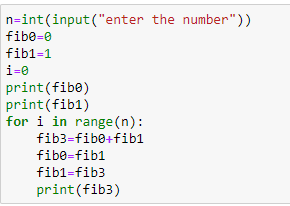 n=int(input("enter the number"))
fib0=0
fib1=1
i=0
print(fib0)
print(fib1)
for i in range(n):
    fib3=fib0+fib1
    fib0=fib1
    fib1=fib3
    print(fib3)